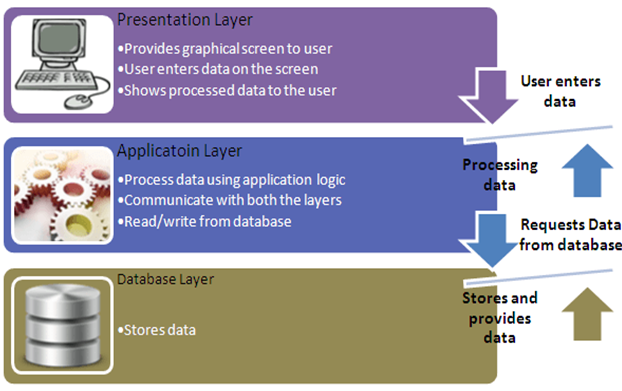 Presentation Layer
•Provides graphical screen to user
•User enters data on the screen
•Shows processed data to the user
User enters
data
Applicatoin Layer
•Process data using application logic
•Communicate with both the layers
•Read/write from database
Processing
data
Requests Data
from database
Database Layer
•Stores data
Stores and
provides
data